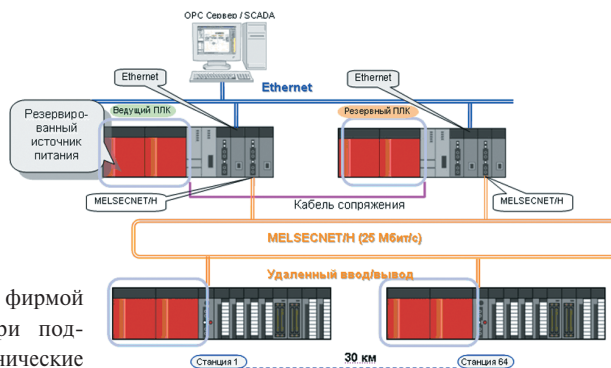 OPC Сервер / SCADA
Ethernet
Ethernet
Ethernet
Резервиро-
ванный
источник
питания
Ведущий ПЛК
Резервный ПЛК
MELSECNET/H
Кабель сопряжения
MELSECNET/H
MELSECNET/H (25 Мбит/с)
Удаленный ввод/вывод
фирмой
ри под-
нические
Станция 1
30 км
Станция 64